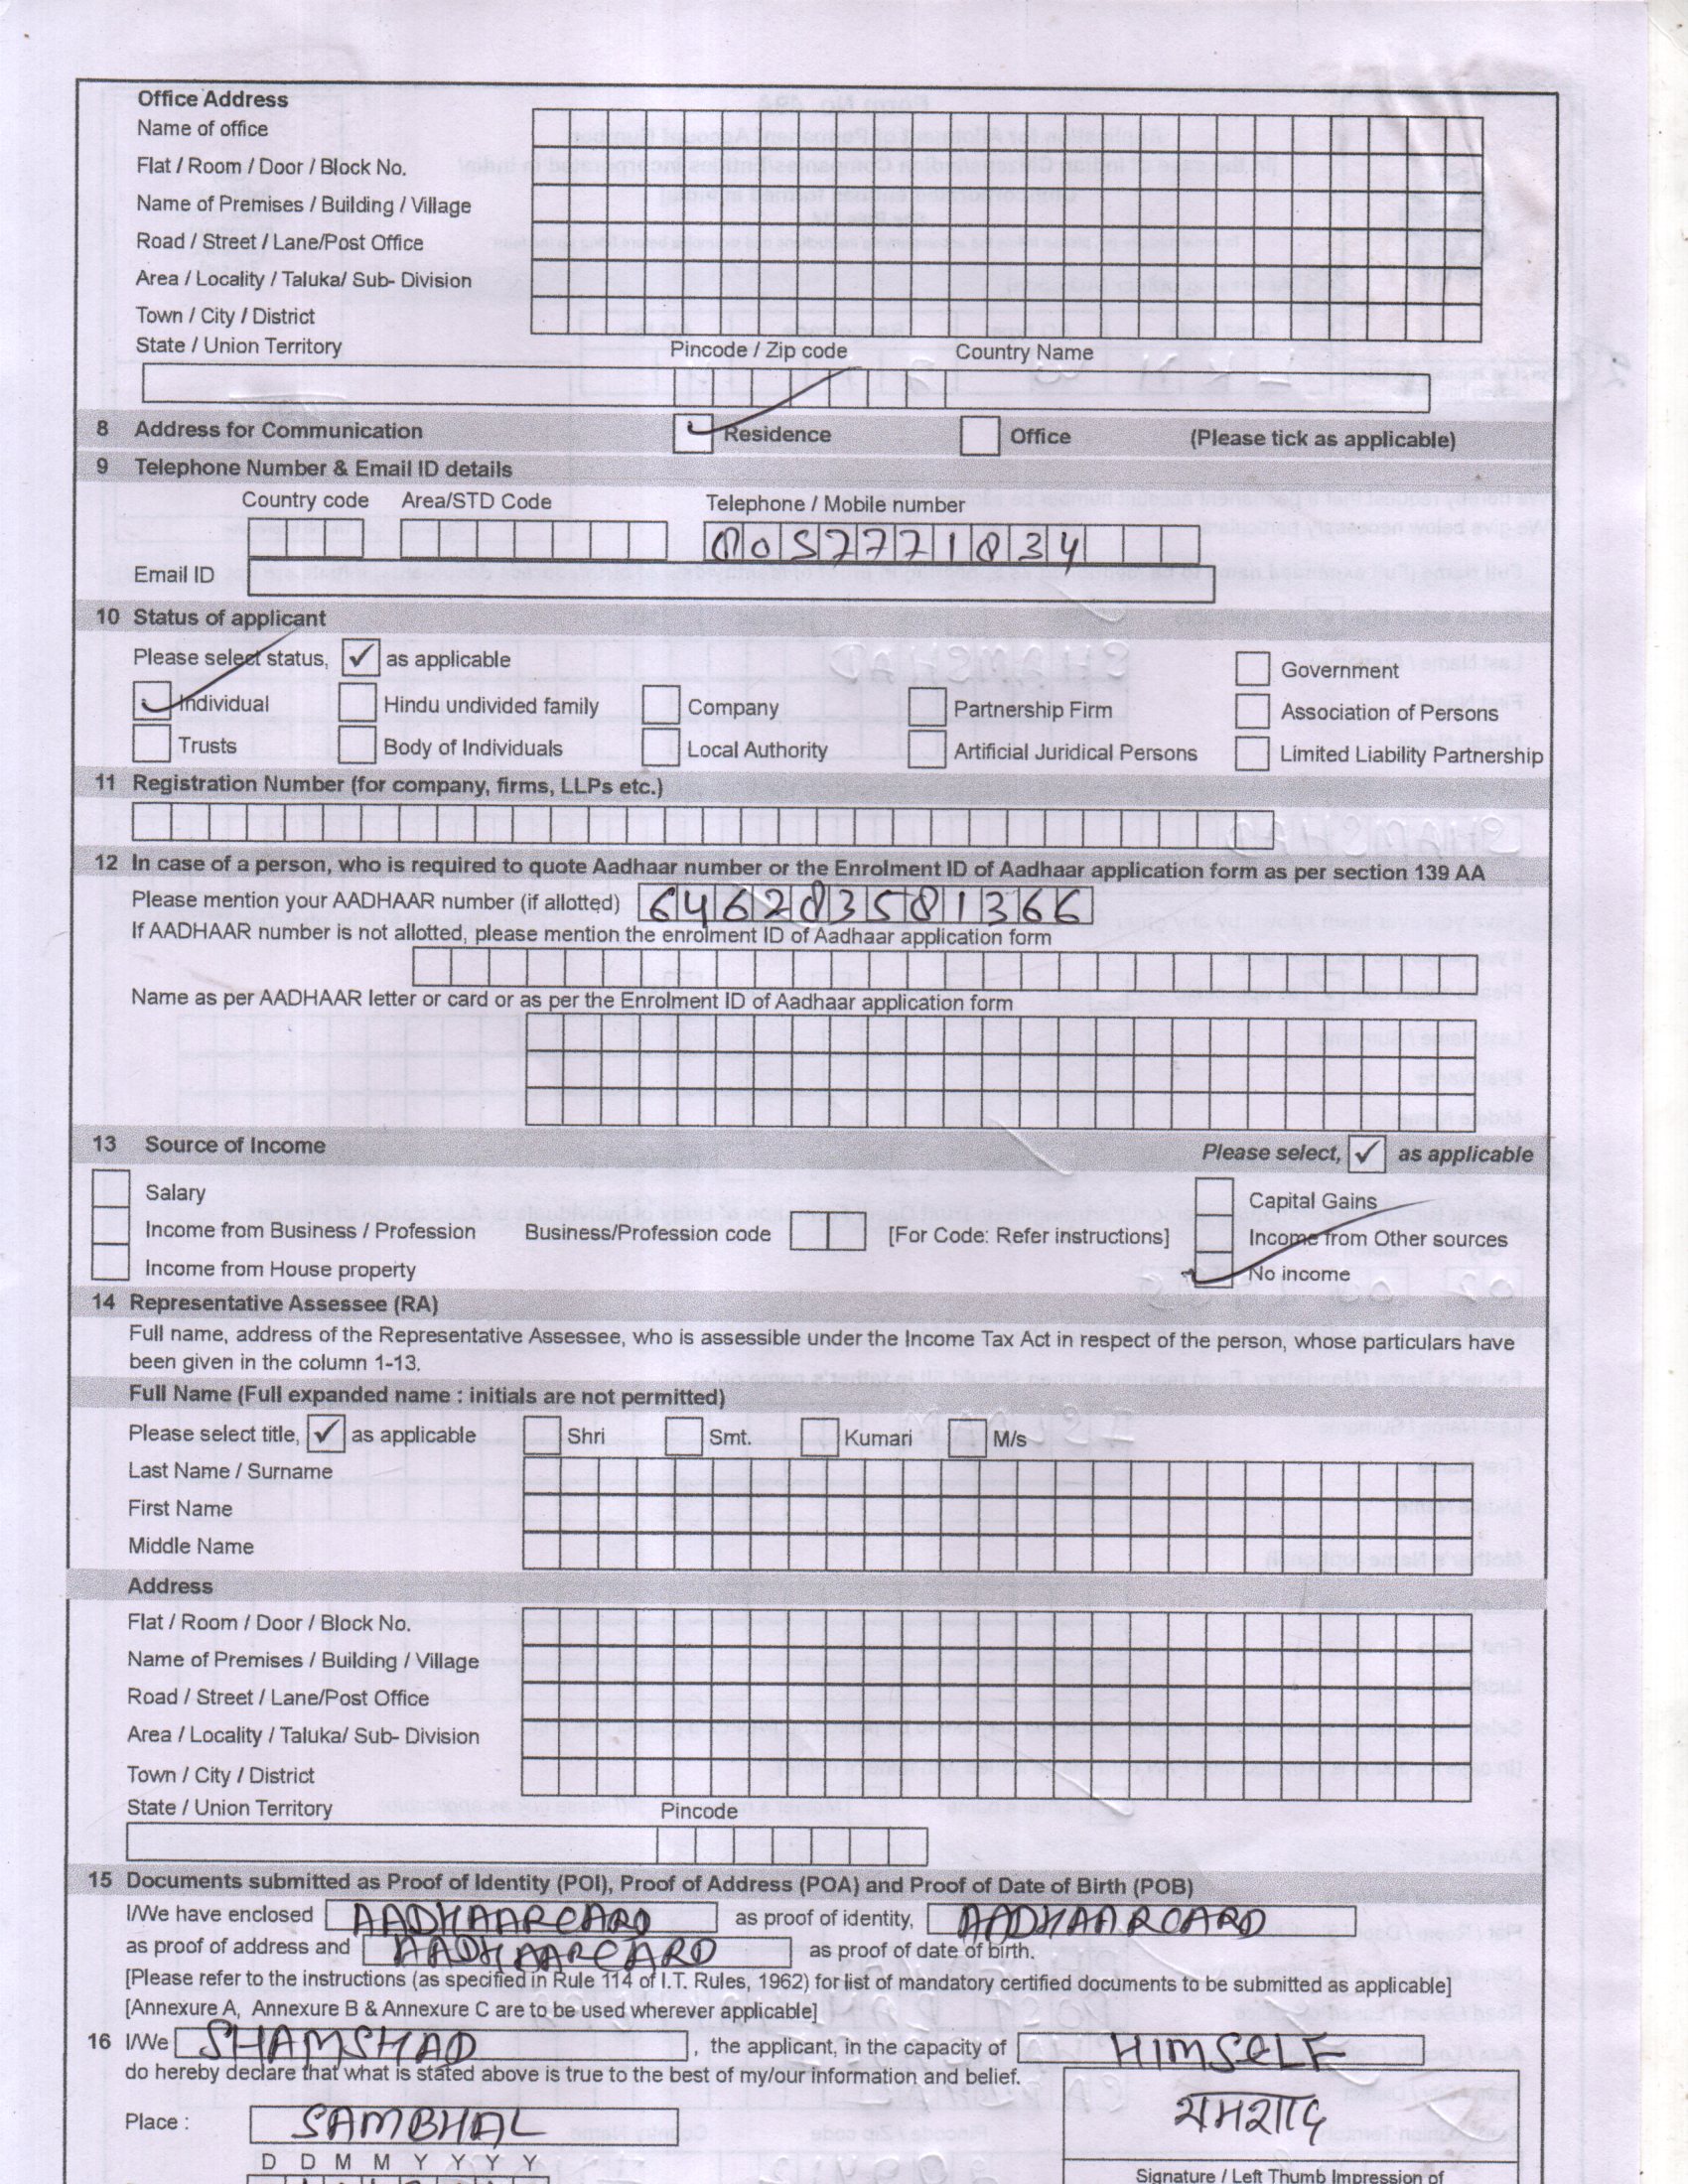 Office Address
Name of office
Flat / Room / Door / Block No.
Name of Premises / Building / Village
Road / Street / Lane/Post Office
Area / Locality / Taluka/ Sub- Division
Town / City / District
State / Union Territory Pincode / Zip code Country Name
8 Address for Communication Residence Office (Please tick as applicable)
9 Telephone Number & Email ID details
Country code Area/STD Code Telephone / Mobile number
8057771834
Email ID
10 Status of applicant
Please select status, ✓ as applicable Government
Individual Hindu undivided family Company Partnership Firm Association of Persons
Trusts Body of Individuals Local Authority Artificial Juridical Persons Limited Liability Partnership
11 Registration Number (for company, firms, LLPs etc.)
12 In case of a person, who is required to quote Aadhaar number or the Enrolment ID of Aadhaar application form as per section 139 AA
Please mention your AADHAAR number (if allotted) 646283581366
If AADHAAR number is not allotted, please mention the enrolment ID of Aadhaar application form
Name as per AADHAAR letter or card or as per the Enrolment ID of Aadhaar application form
13 Source of Income Please select, ✓ as applicable
Salary Capital Gains
Income from Business / Profession Business/Profession code [For Code: Refer instructions] Income from Other sources
Income from House property No income
14 Representative Assessee (RA)
Full name, address of the Representative Assessee, who is assessible under the Income Tax Act in respect of the person, whose particulars have
been given in the column 1-13.
Full Name (Full expanded name : initials are not permitted)
Please select title, ✓ as applicable Shri Smt. Kumari M/s
Last Name / Surname
First Name
Middle Name
Address
Flat / Room / Door / Block No.
Name of Premises / Building / Village
Road / Street / Lane/Post Office
Area / Locality / Taluka/ Sub- Division
Town / City / District
State / Union Territory Pincode
15 Documents submitted as Proof of Identity (POI), Proof of Address (POA) and Proof of Date of Birth (POB)
I/We have enclosed AADHAARCARD as proof of identity, AADHAARCARD
as proof of address and AADHAARCARD as proof of date of birth.
[Please refer to the instructions (as specified in Rule 114 of I.T. Rules, 1962) for list of mandatory certified documents to be submitted as applicable]
[Annexure A, Annexure B & Annexure C are to be used wherever applicable]
16 I/We SHAMSHAD , the applicant, in the capacity of HIMSELF
do hereby declare that what is stated above is true to the best of my/our information and belief.
Place : SAMBHAL शमशाद
D D M M Y Y Y Y
Signature / Left Thumb Impression of